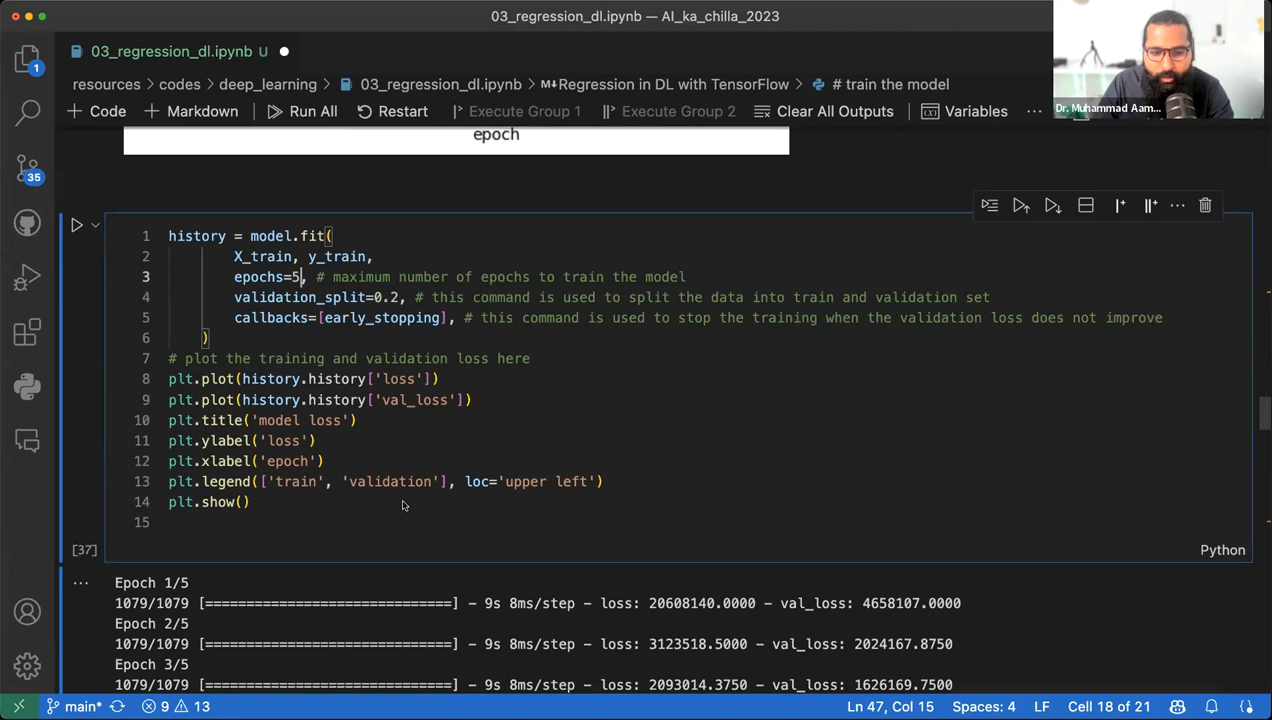 03_regression_dl.ipynb — AI_ka_chilla_2023
03_regression_dl.ipynb U
resources > codes > deep_learning > 03_regression_dl.ipynb > M↓Regression in DL with TensorFlow > # train the model
+ Code + Markdown Run All Restart Execute Group 1 Execute Group 2 Clear All Outputs Variables ···
Dr. Muhammad Aam...
epoch
1 history = model.fit(
2 X_train, y_train,
3 epochs=5, # maximum number of epochs to train the model
4 validation_split=0.2, # this command is used to split the data into train and validation set
5 callbacks=[early_stopping], # this command is used to stop the training when the validation loss does not improve
6 )
7 # plot the training and validation loss here
8 plt.plot(history.history['loss'])
9 plt.plot(history.history['val_loss'])
10 plt.title('model loss')
11 plt.ylabel('loss')
12 plt.xlabel('epoch')
13 plt.legend(['train', 'validation'], loc='upper left')
14 plt.show()
15
[37] Python
Epoch 1/5
1079/1079 [==============================] - 9s 8ms/step - loss: 20608140.0000 - val_loss: 4658107.0000
Epoch 2/5
1079/1079 [==============================] - 9s 8ms/step - loss: 3123518.5000 - val_loss: 2024167.8750
Epoch 3/5
1079/1079 [==============================] - 9s 8ms/step - loss: 2093014.3750 - val_loss: 1626169.7500
1
35
main* 9 13 Ln 47, Col 15 Spaces: 4 LF Cell 18 of 21